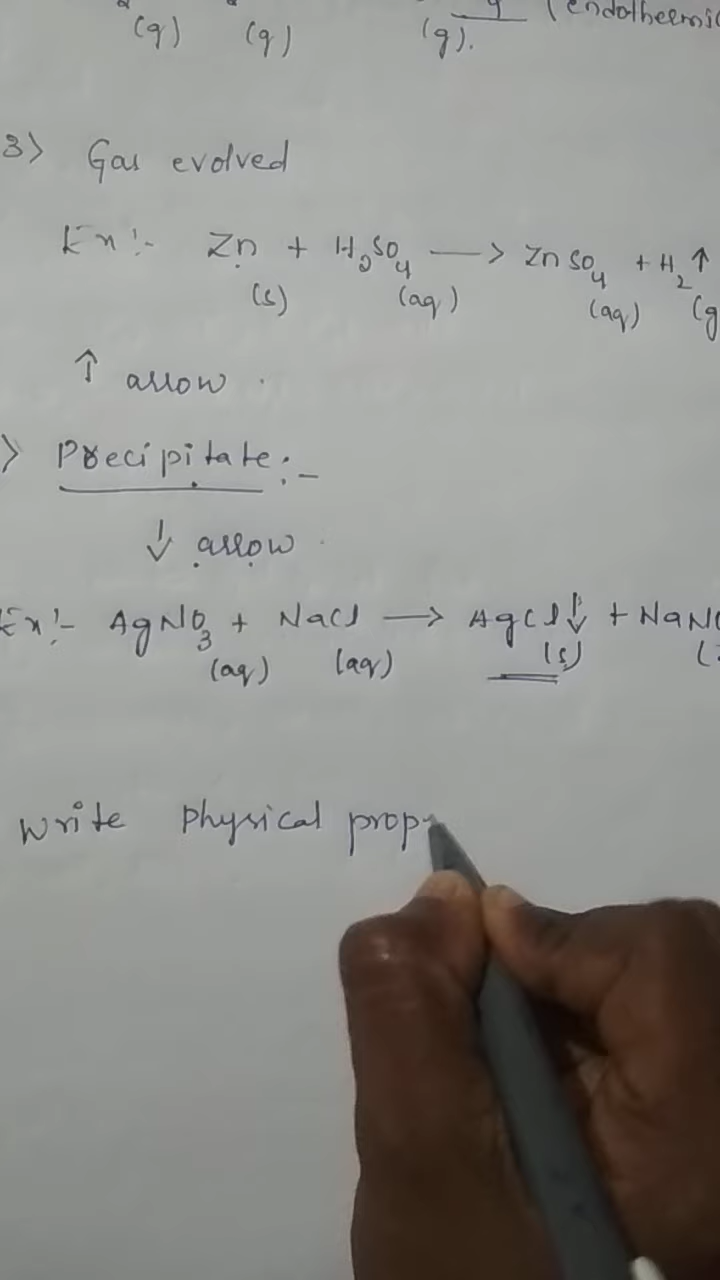 (g) (g) (g). (endothermic
3) Gas evolved
Ex:- Zn + H₂SO₄ → ZnSO₄ + H₂↑
(s) (aq) (aq) (g
↑ arrow.
> Precipitate:-
↓ arrow.
Ex:- AgNO₃ + NaCl → AgCl↓ + NaNO
(aq) (aq) (s)
Write physical prop